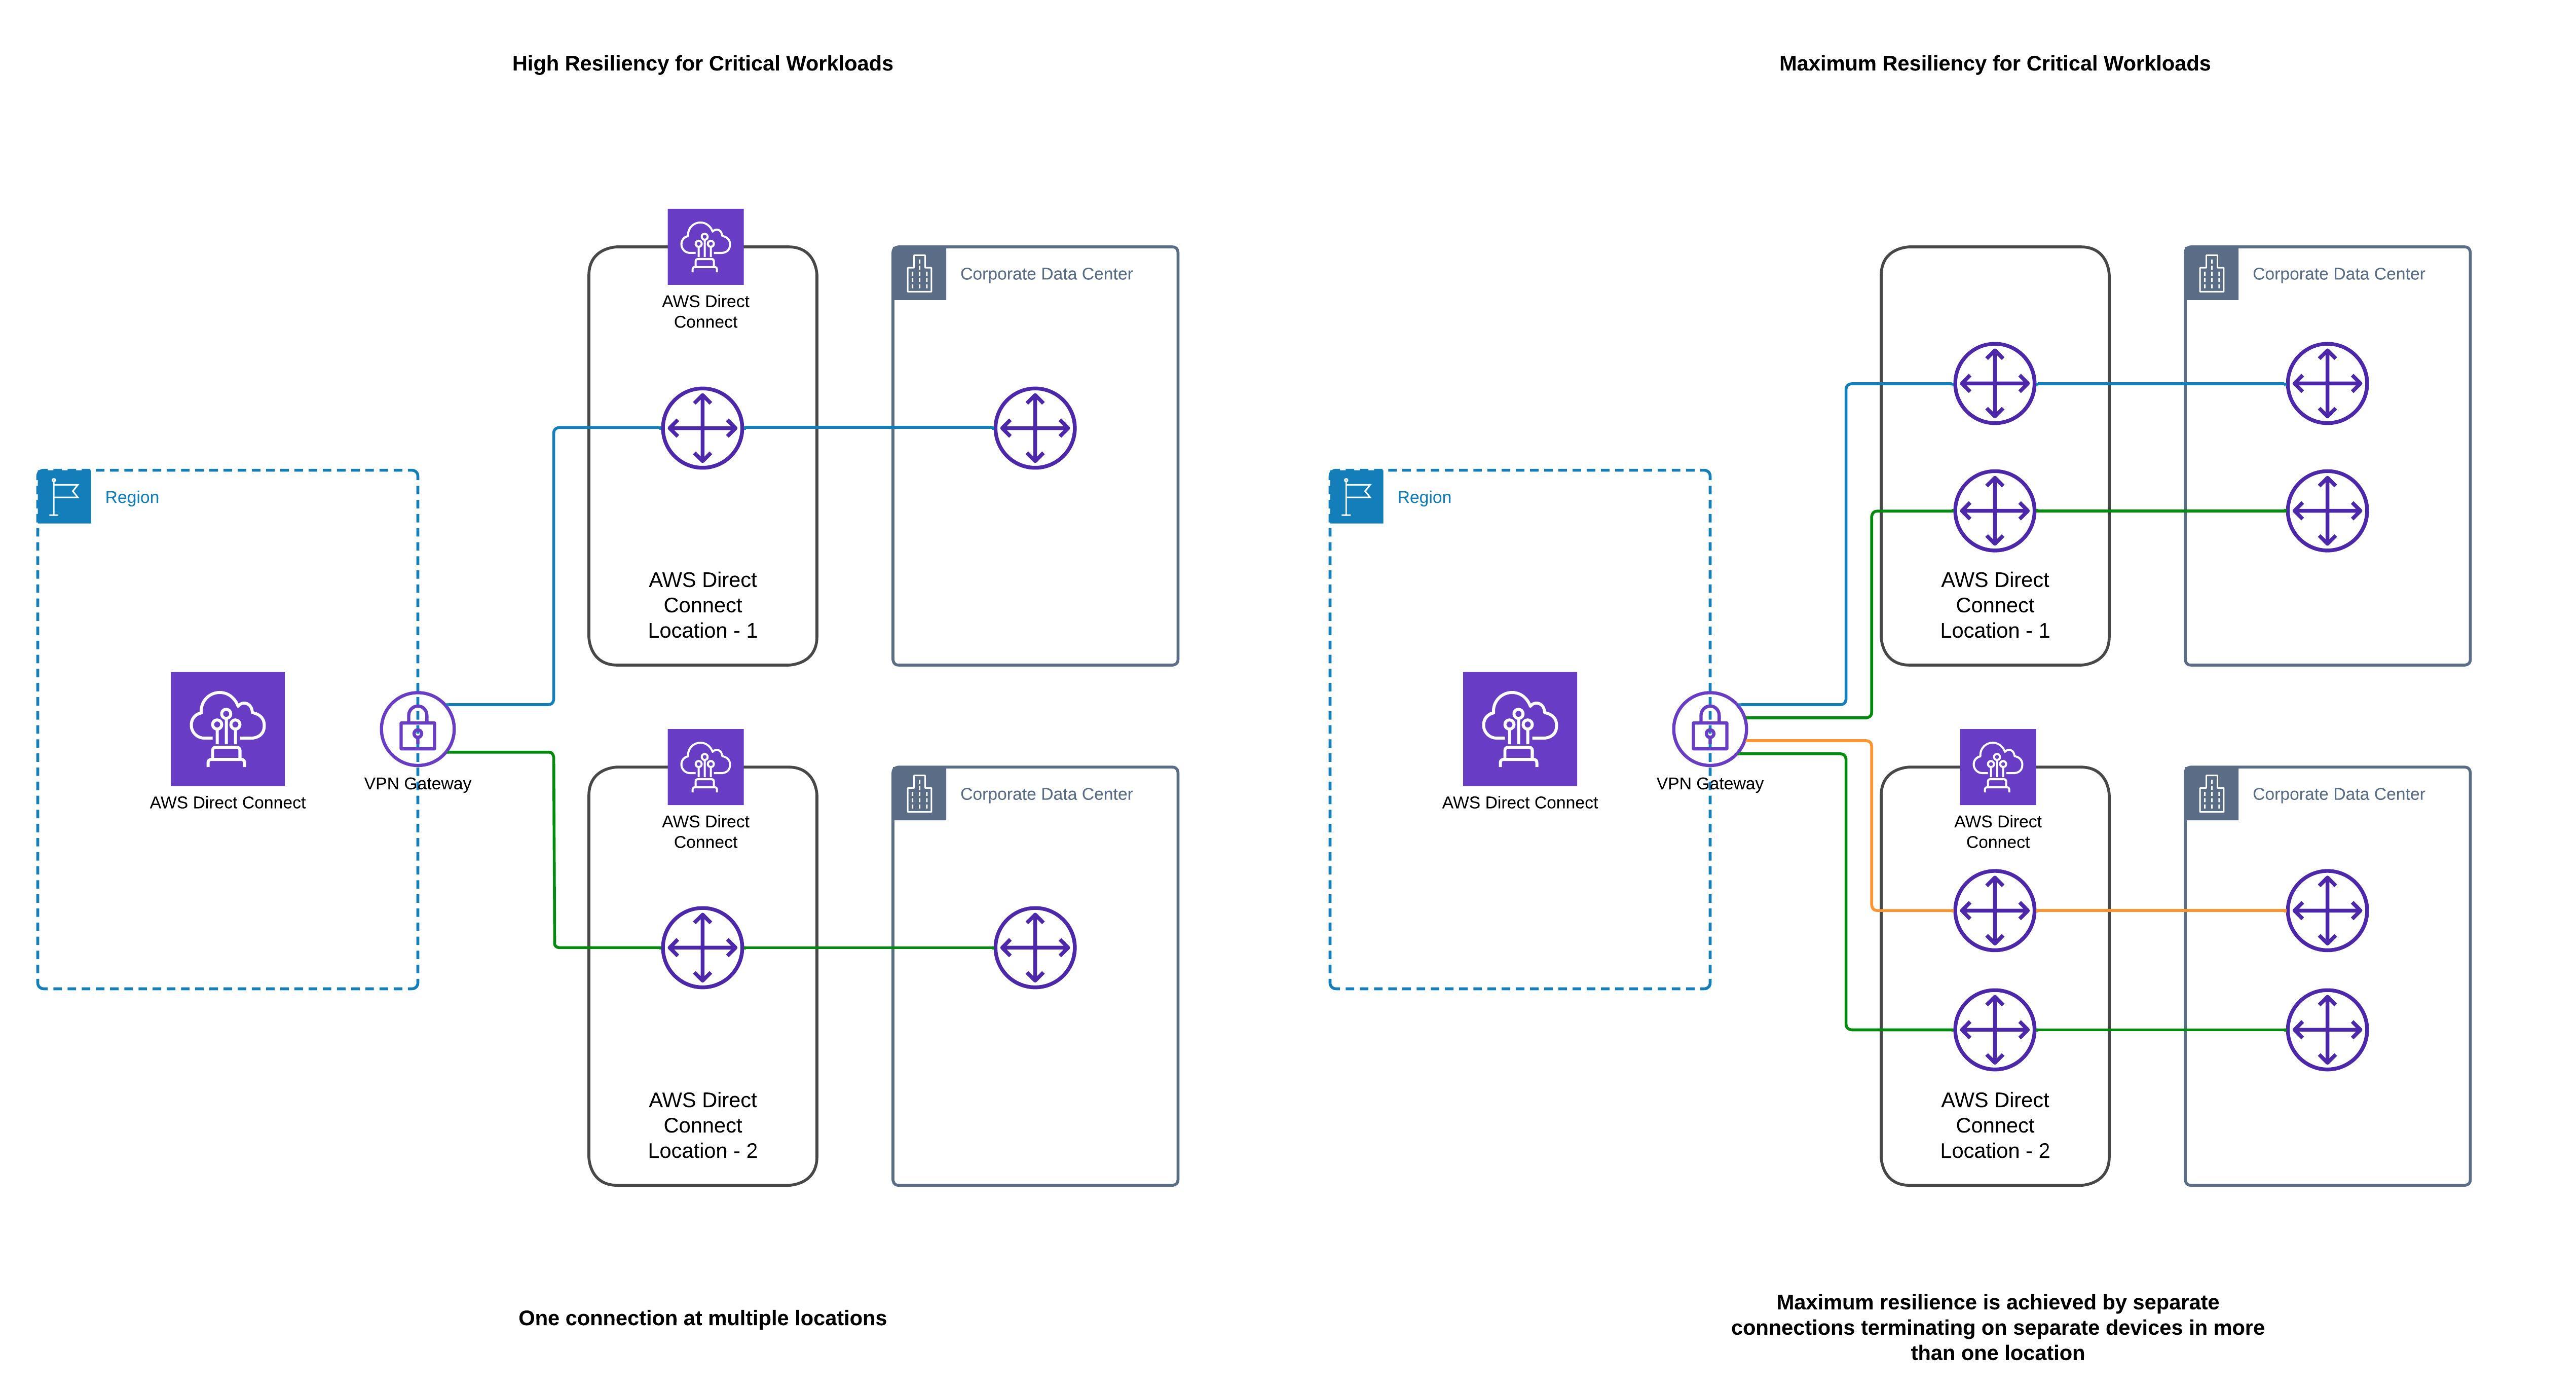 High Resiliency for Critical Workloads
AWS Direct
Connect
Corporate Data Center
Region
AWS Direct
Connect
Location - 1
AWS Direct Connect
VPN Gateway
AWS Direct
Connect
Corporate Data Center
AWS Direct
Connect
Location - 2
One connection at multiple locations
Maximum Resiliency for Critical Workloads
Corporate Data Center
Region
AWS Direct
Connect
Location - 1
AWS Direct Connect
VPN Gateway
AWS Direct
Connect
Corporate Data Center
AWS Direct
Connect
Location - 2
Maximum resilience is achieved by separate
connections terminating on separate devices in more
than one location